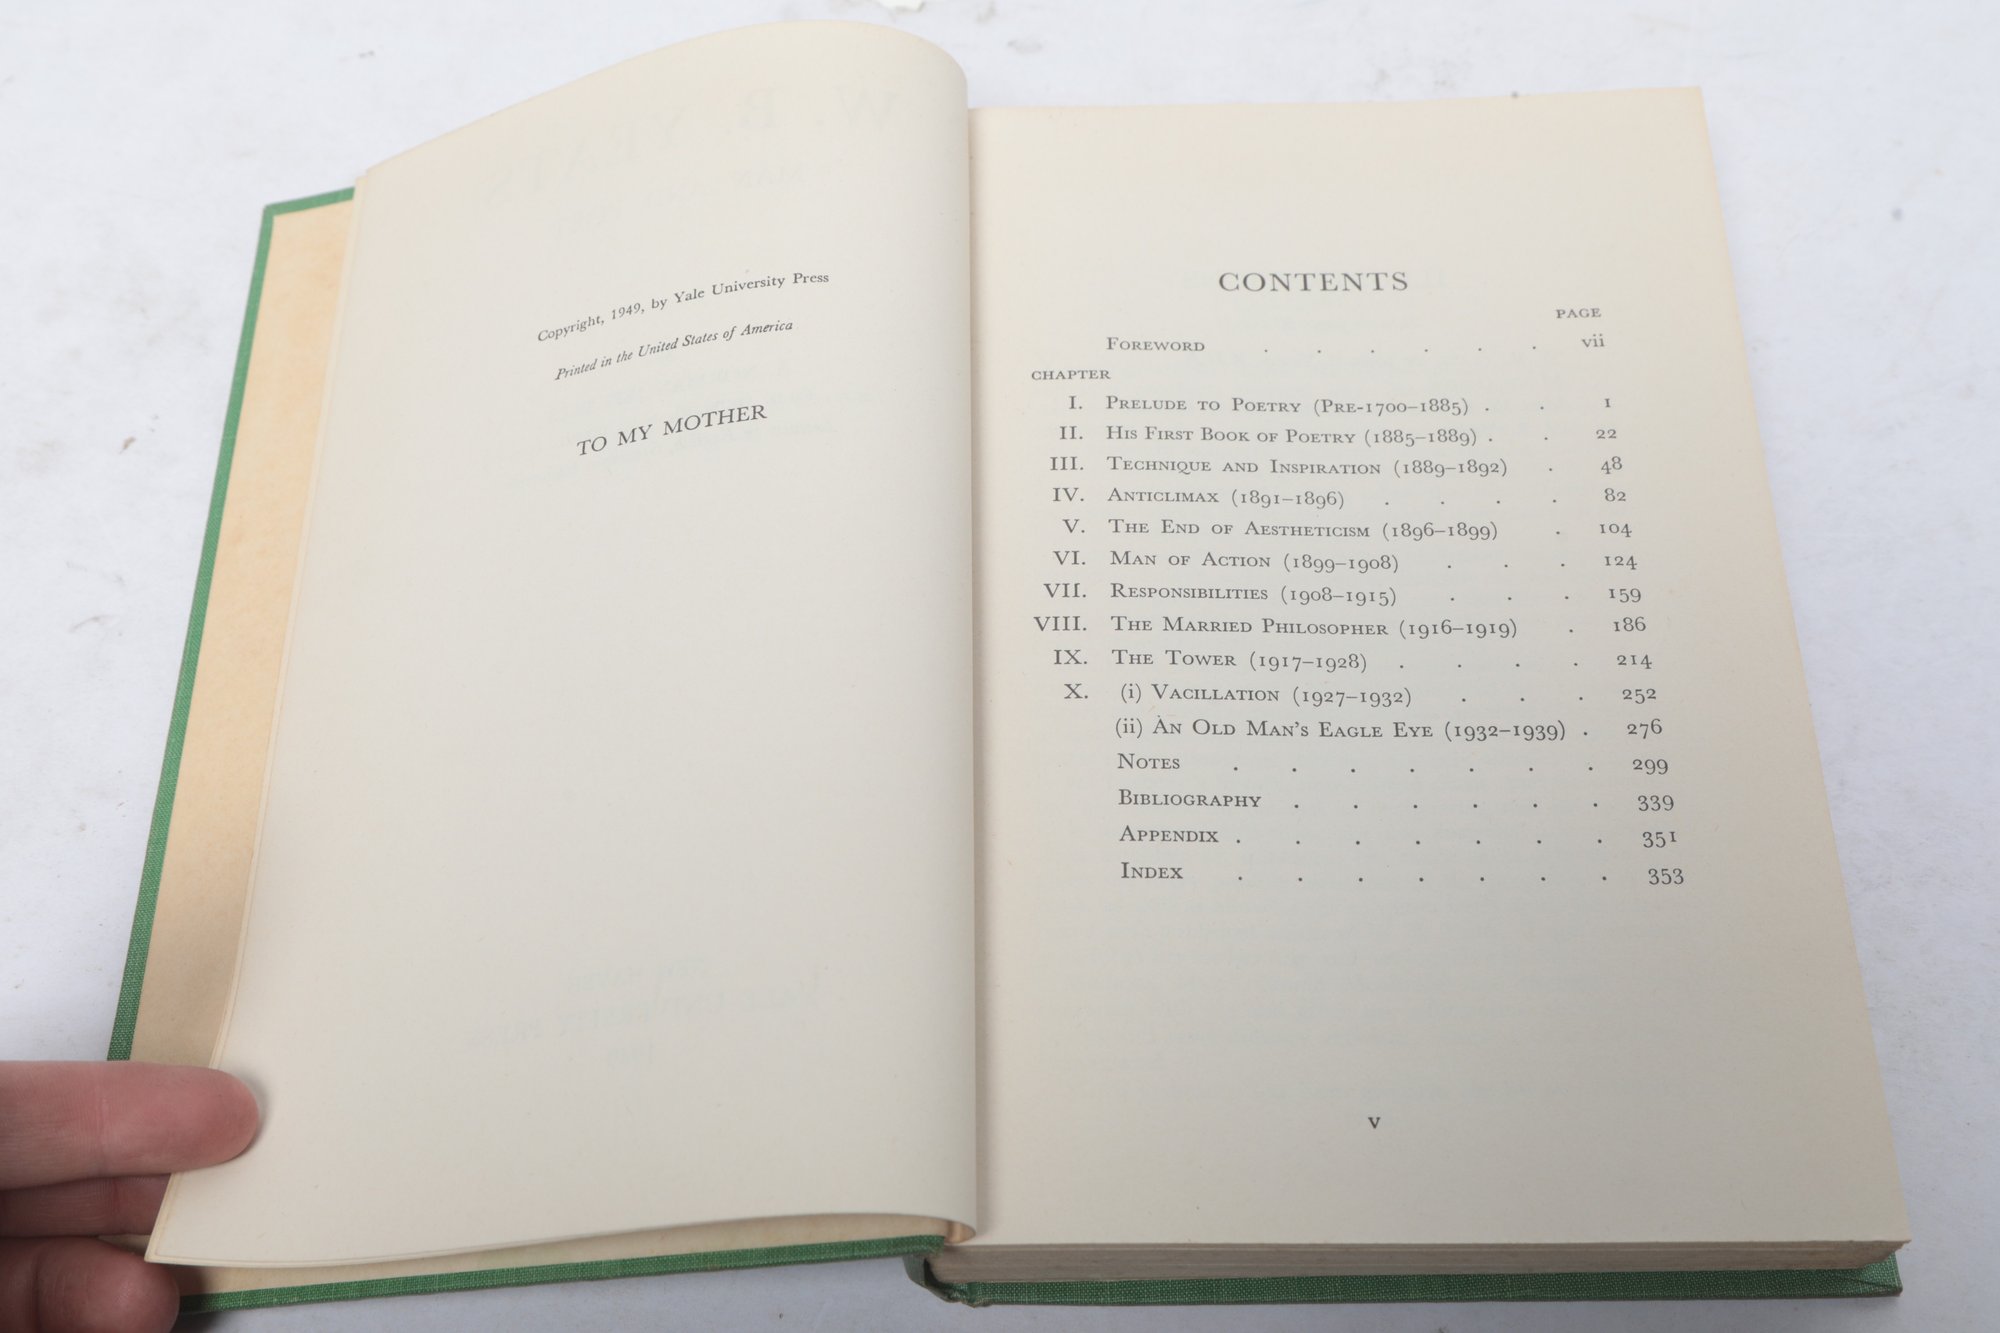 Copyright, 1949, by Yale University Press
Printed in the United States of America
TO MY MOTHER
CONTENTS
PAGE
FOREWORD . . . . . . vii
CHAPTER
I. PRELUDE TO POETRY (PRE-1700–1885) . . 1
II. HIS FIRST BOOK OF POETRY (1885–1889) . . 22
III. TECHNIQUE AND INSPIRATION (1889–1892) . 48
IV. ANTICLIMAX (1891–1896) . . . . 82
V. THE END OF AESTHETICISM (1896–1899) . 104
VI. MAN OF ACTION (1899–1908) . . . 124
VII. RESPONSIBILITIES (1908–1915) . . . 159
VIII. THE MARRIED PHILOSOPHER (1916–1919) . 186
IX. THE TOWER (1917–1928) . . . . 214
X. (i) VACILLATION (1927–1932) . . . 252
(ii) AN OLD MAN'S EAGLE EYE (1932–1939) . 276
NOTES . . . . . . . 299
BIBLIOGRAPHY . . . . . . 339
APPENDIX . . . . . . . 351
INDEX . . . . . . . 353
v